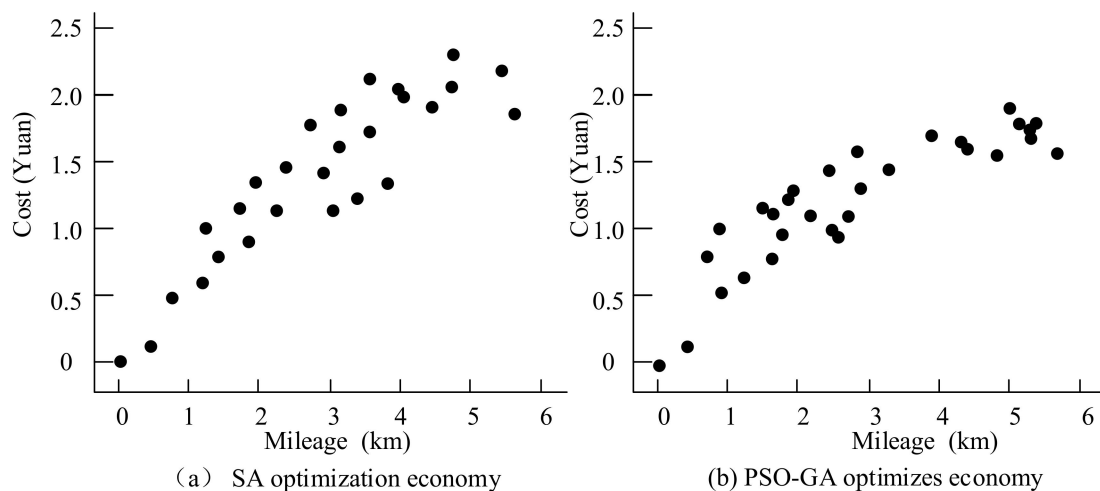 2.5
2.0
1.5
1.0
0.5
0
Cost (Yuan)
0 1 2 3 4 5 6
Mileage (km)
（a） SA optimization economy
2.5
2.0
1.5
1.0
0.5
0
Cost (Yuan)
0 1 2 3 4 5 6
Mileage (km)
(b) PSO-GA optimizes economy